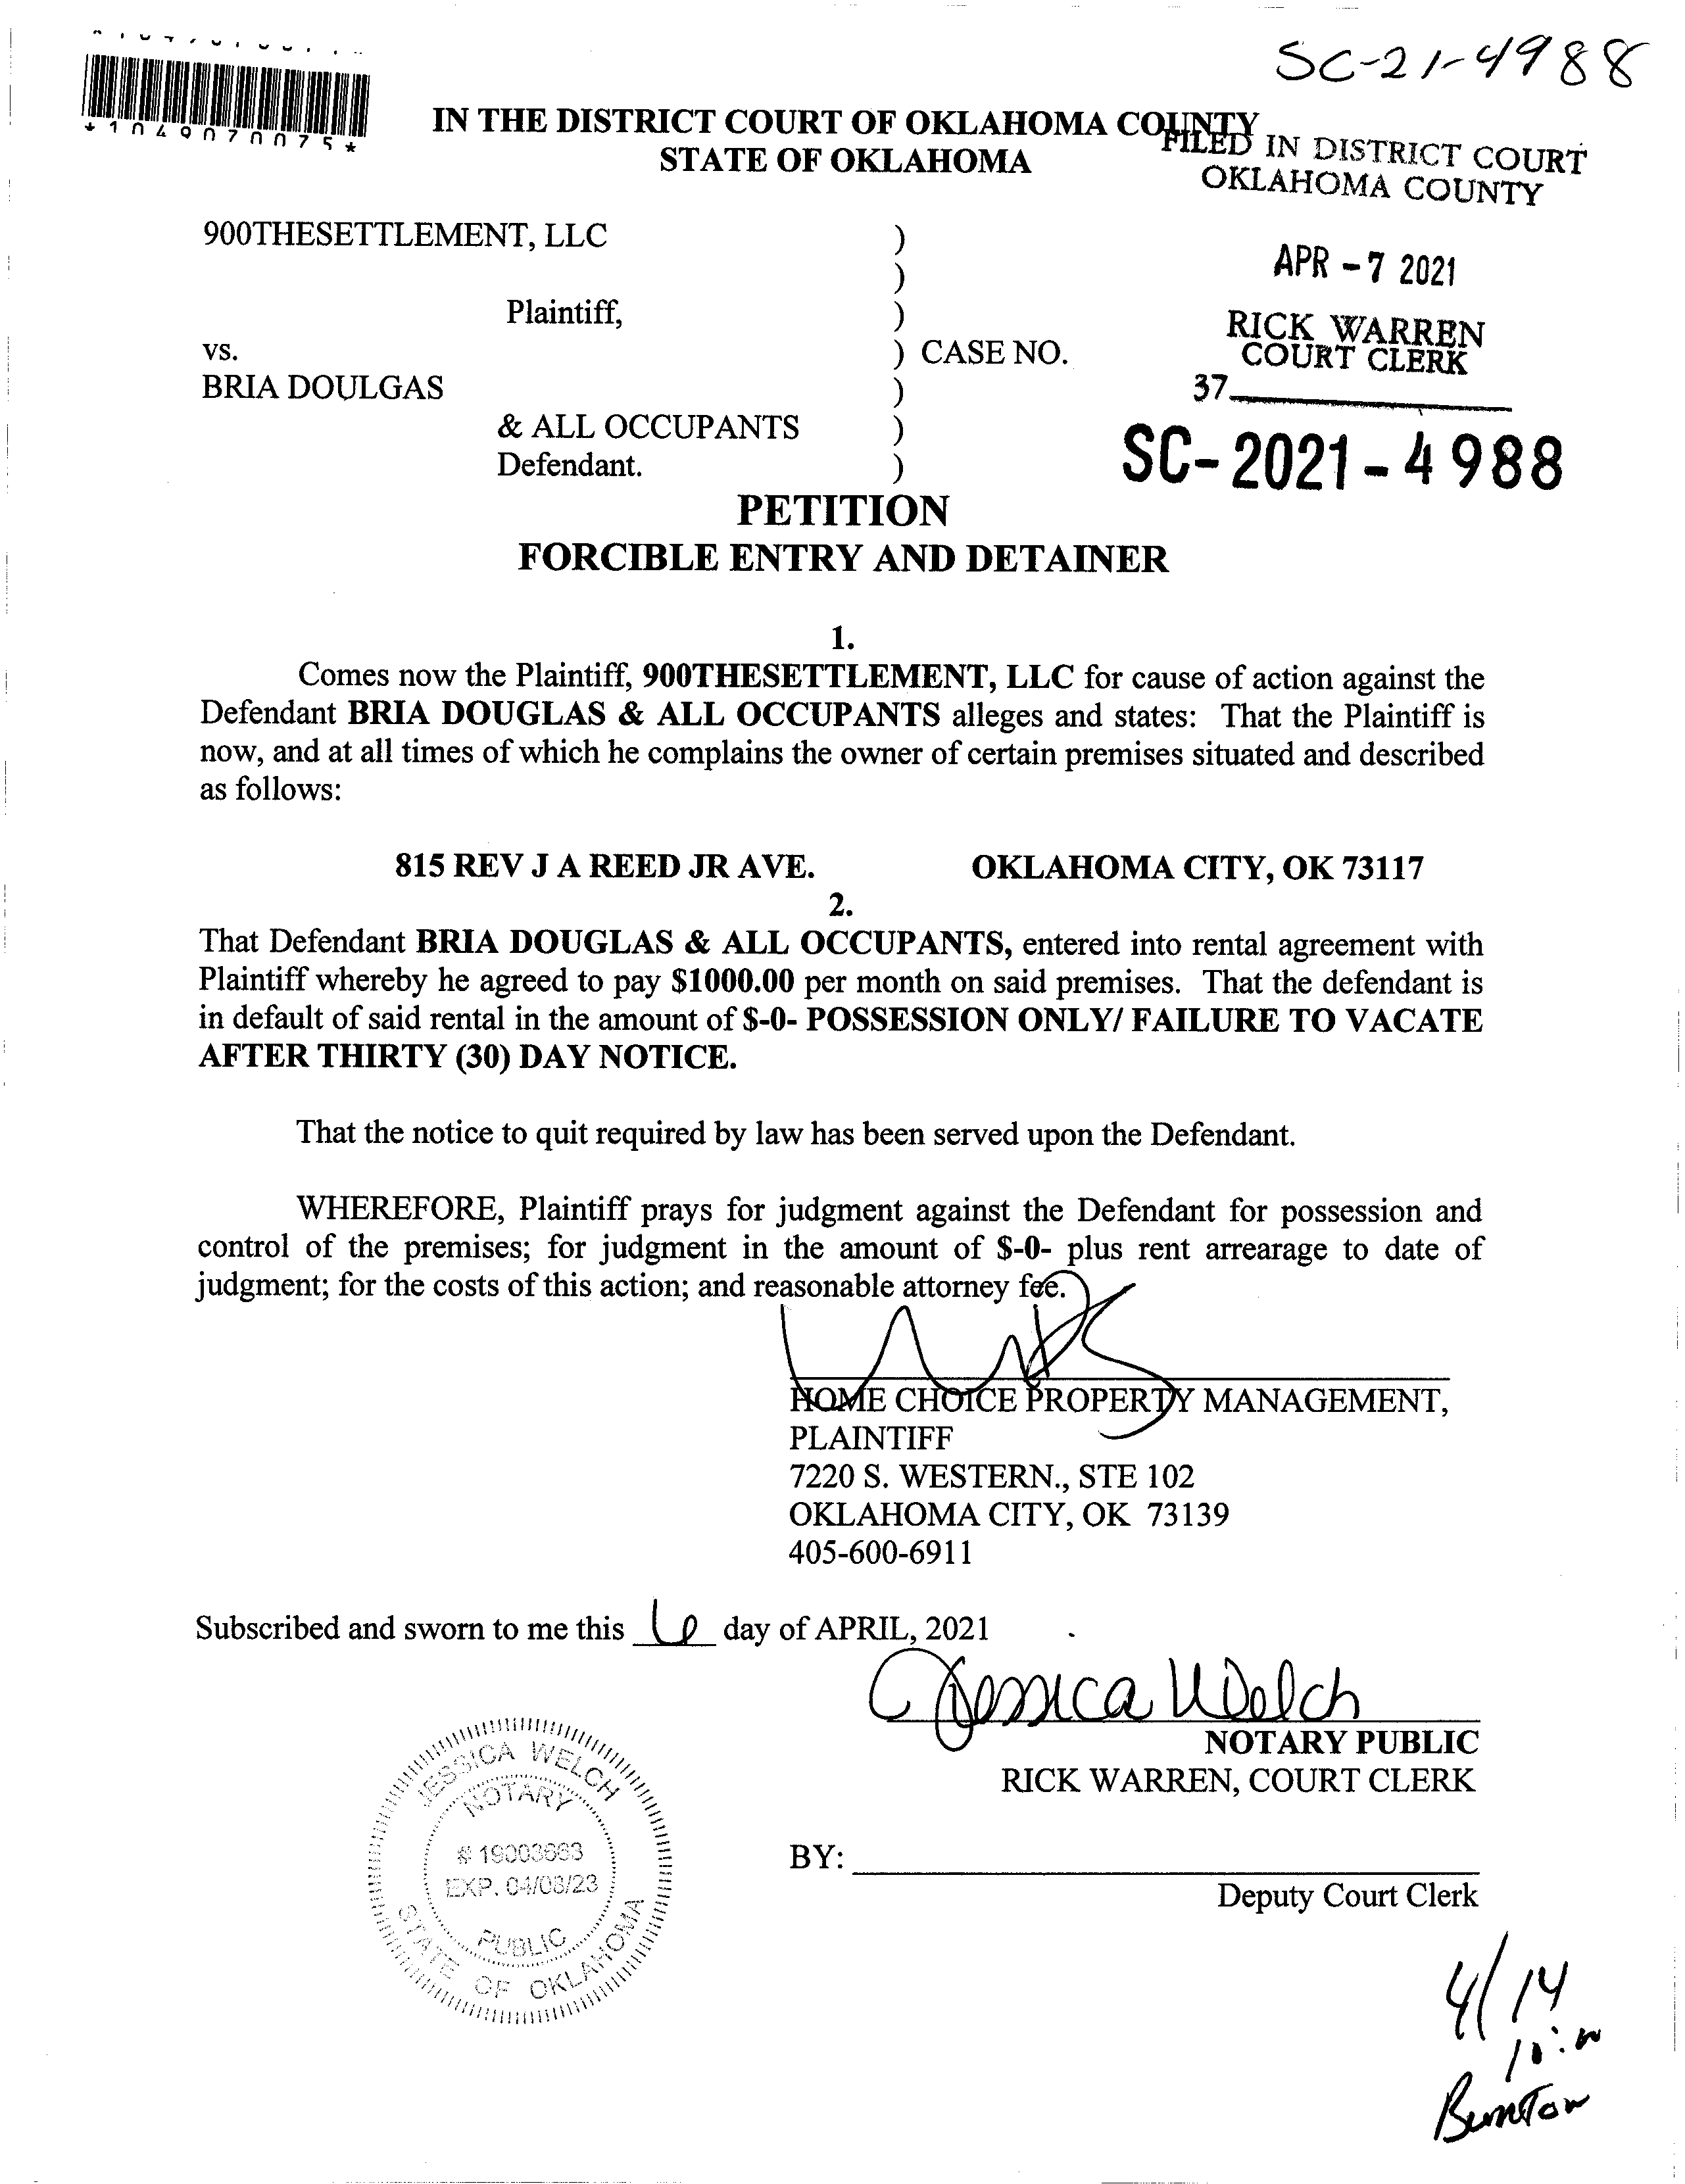 SC-21-4988
*1049070075*
IN THE DISTRICT COURT OF OKLAHOMA COUNTY
STATE OF OKLAHOMA
FILED IN DISTRICT COURT
OKLAHOMA COUNTY
900THESETTLEMENT, LLC )
)
APR -7 2021
Plaintiff, )
RICK WARREN
COURT CLERK
vs. ) CASE NO.
37
BRIA DOULGAS )
& ALL OCCUPANTS )
Defendant. )
SC-2021-4988
PETITION
FORCIBLE ENTRY AND DETAINER
1.
Comes now the Plaintiff, 900THESETTLEMENT, LLC for cause of action against the
Defendant BRIA DOUGLAS & ALL OCCUPANTS alleges and states: That the Plaintiff is
now, and at all times of which he complains the owner of certain premises situated and described
as follows:
815 REV J A REED JR AVE. OKLAHOMA CITY, OK 73117
2.
That Defendant BRIA DOUGLAS & ALL OCCUPANTS, entered into rental agreement with
Plaintiff whereby he agreed to pay $1000.00 per month on said premises. That the defendant is
in default of said rental in the amount of $-0- POSSESSION ONLY/ FAILURE TO VACATE
AFTER THIRTY (30) DAY NOTICE.
That the notice to quit required by law has been served upon the Defendant.
WHEREFORE, Plaintiff prays for judgment against the Defendant for possession and
control of the premises; for judgment in the amount of $-0- plus rent arrearage to date of
judgment; for the costs of this action; and reasonable attorney fee.
HOME CHOICE PROPERTY MANAGEMENT,
PLAINTIFF
7220 S. WESTERN., STE 102
OKLAHOMA CITY, OK 73139
405-600-6911
Subscribed and sworn to me this 6 day of APRIL, 2021
Jessica Welch
NOTARY PUBLIC
RICK WARREN, COURT CLERK
JESSICA WELCH
NOTARY
# 19003663
EXP. 04/08/23
PUBLIC
STATE OF OKLAHOMA
BY:
Deputy Court Clerk
4/14